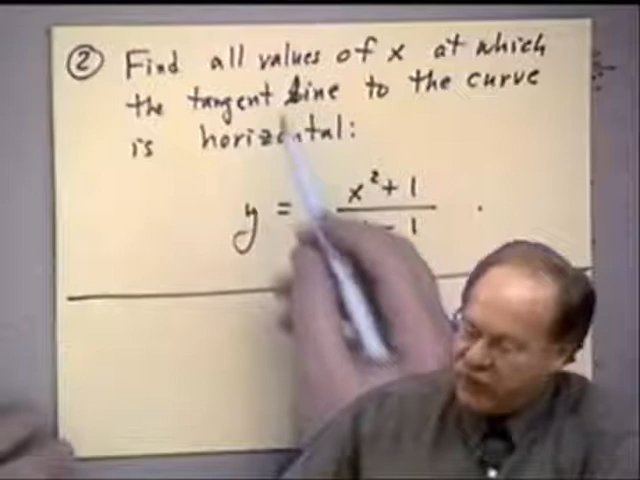 ② Find all values of x at which
the tangent line to the curve
is horizontal:
y = x² + 1
- 1 .